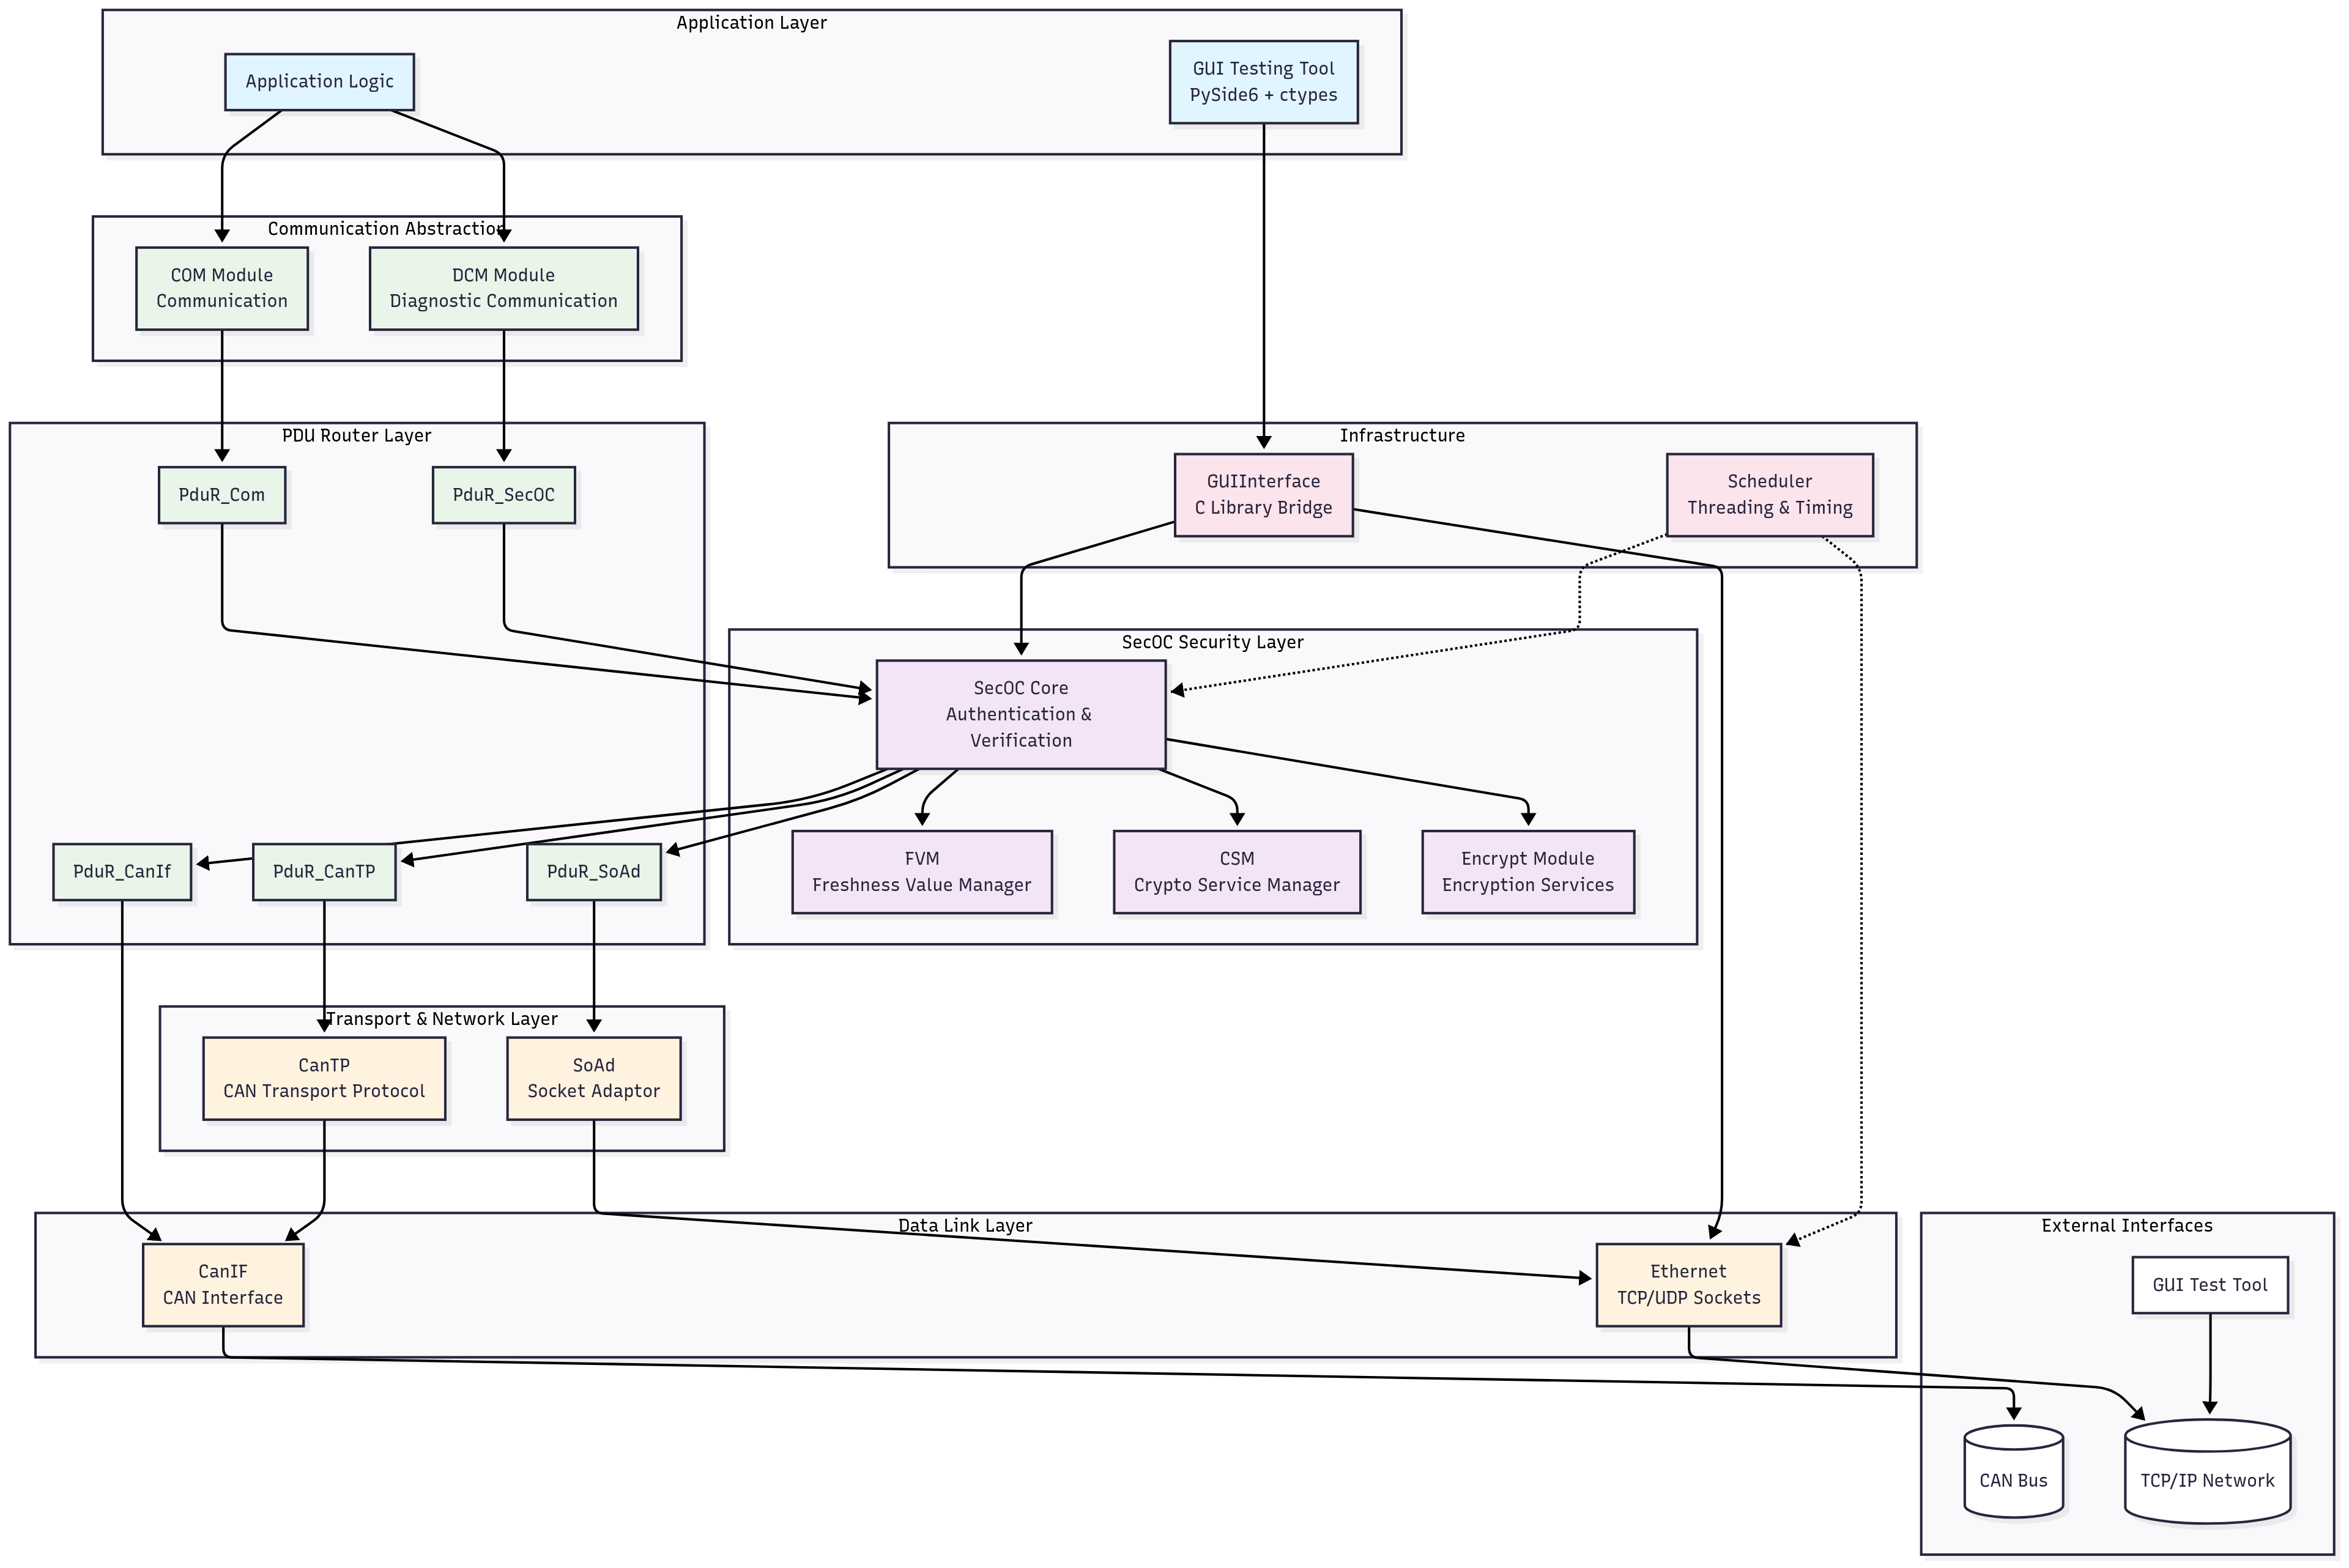 Application Layer
Application Logic
GUI Testing Tool
PySide6 + ctypes
Communication Abstraction
COM Module
Communication
DCM Module
Diagnostic Communication
PDU Router Layer
PduR_Com
PduR_SecOC
Infrastructure
GUIInterface
C Library Bridge
Scheduler
Threading & Timing
SecOC Security Layer
SecOC Core
Authentication &
Verification
PduR_CanIf
PduR_CanTP
PduR_SoAd
FVM
Freshness Value Manager
CSM
Crypto Service Manager
Encrypt Module
Encryption Services
Transport & Network Layer
CanTP
CAN Transport Protocol
SoAd
Socket Adaptor
Data Link Layer
CanIF
CAN Interface
Ethernet
TCP/UDP Sockets
External Interfaces
GUI Test Tool
CAN Bus
TCP/IP Network